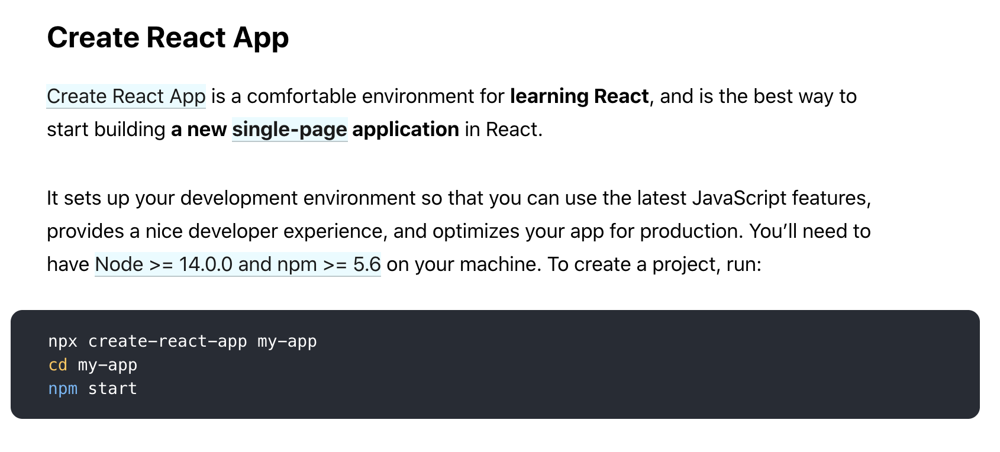 Create React App
Create React App is a comfortable environment for learning React, and is the best way to
start building a new single-page application in React.
It sets up your development environment so that you can use the latest JavaScript features,
provides a nice developer experience, and optimizes your app for production. You’ll need to
have Node >= 14.0.0 and npm >= 5.6 on your machine. To create a project, run:
npx create-react-app my-app
cd my-app
npm start